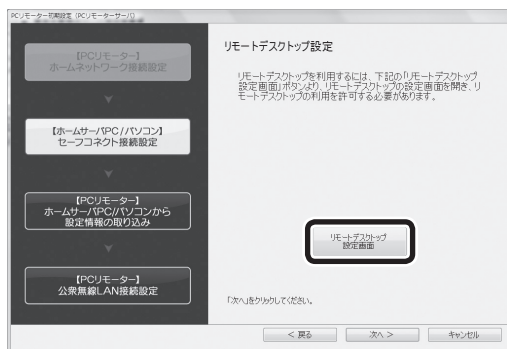 PCリモーター初期設定 (PCリモーターサーバ)
【PCリモーター】
ホームネットワーク接続設定
【ホームサーバPC/パソコン】
セーフコネクト接続設定
【PCリモーター】
ホームサーバPC/パソコンから
設定情報の取り込み
【PCリモーター】
公衆無線LAN接続設定
リモートデスクトップ設定
リモートデスクトップを利用するには、下記の「リモートデスクトップ
設定画面」ボタンより、リモートデスクトップの設定画面を開き、リ
モートデスクトップの利用を許可する必要があります。
リモートデスクトップ
設定画面
「次へ」をクリックしてください。
< 戻る
次へ >
キャンセル